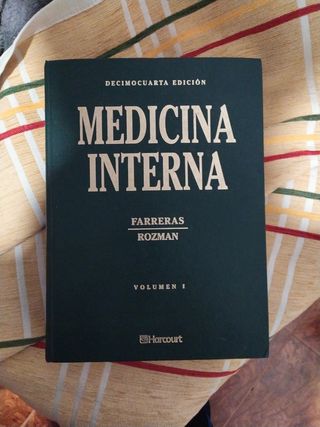 DECIMOCUARTA EDICIÓN
MEDICINA
INTERNA
FARRERAS
ROZMAN
VOLUMEN I
Harcourt